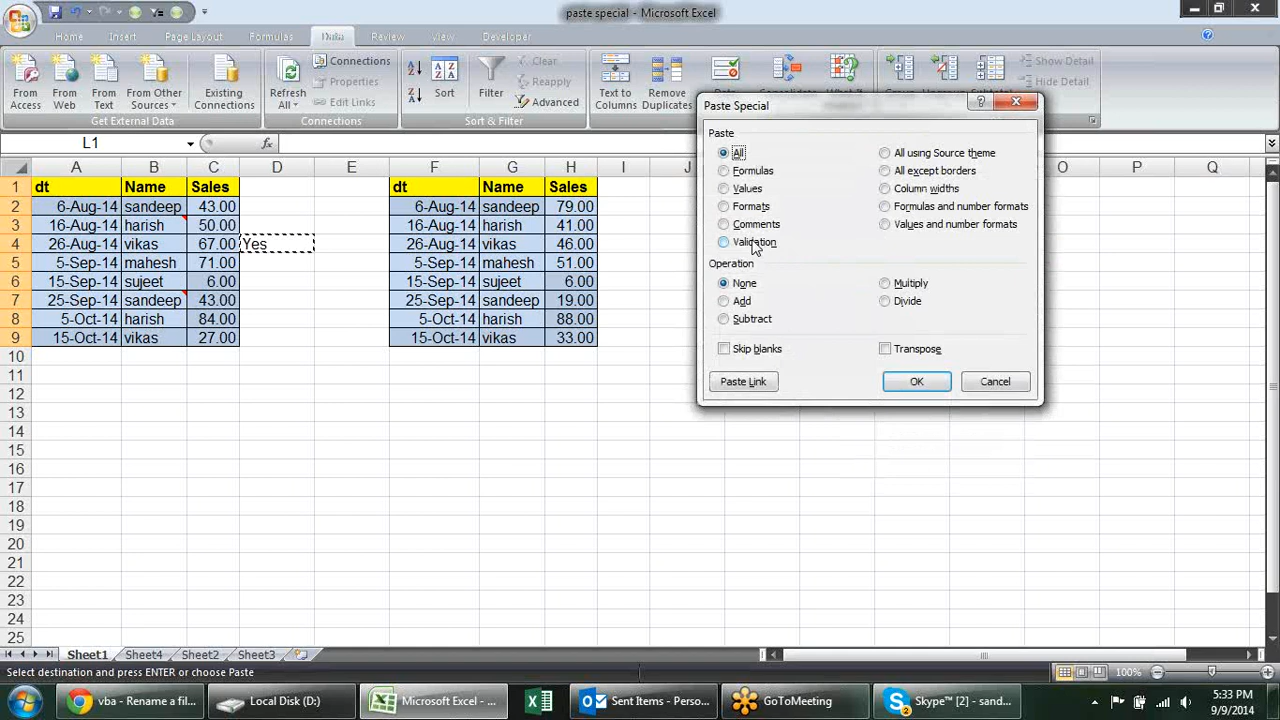 paste special - Microsoft Excel
Home Insert Page Layout Formulas Data Review View Developer
From Access
From Web
From Text
From Other Sources
Existing Connections
Get External Data
Refresh All
Connections
Properties
Edit Links
Connections
Sort
Filter
Clear
Reapply
Advanced
Sort & Filter
Text to Columns
Remove Duplicates
Show Detail
Hide Detail
L1
fx
A B C D E F G H I J O P Q
1 dt Name Sales dt Name Sales
2 6-Aug-14 sandeep 43.00 6-Aug-14 sandeep 79.00
3 16-Aug-14 harish 50.00 16-Aug-14 harish 41.00
4 26-Aug-14 vikas 67.00 Yes 26-Aug-14 vikas 46.00
5 5-Sep-14 mahesh 71.00 5-Sep-14 mahesh 51.00
6 15-Sep-14 sujeet 6.00 15-Sep-14 sujeet 6.00
7 25-Sep-14 sandeep 43.00 25-Sep-14 sandeep 19.00
8 5-Oct-14 harish 84.00 5-Oct-14 harish 88.00
9 15-Oct-14 vikas 27.00 15-Oct-14 vikas 33.00
10
11
12
13
14
15
16
17
18
19
20
21
22
23
24
25
Paste Special
Paste
All All using Source theme
Formulas All except borders
Values Column widths
Formats Formulas and number formats
Comments Values and number formats
Validation
Operation
None Multiply
Add Divide
Subtract
Skip blanks Transpose
Paste Link OK Cancel
Sheet1 Sheet4 Sheet2 Sheet3
Select destination and press ENTER or choose Paste
100%
vba - Rename a fil...
Local Disk (D:)
Microsoft Excel - ...
Sent Items - Perso...
GoToMeeting
Skype™ [2] - sand...
5:33 PM
9/9/2014